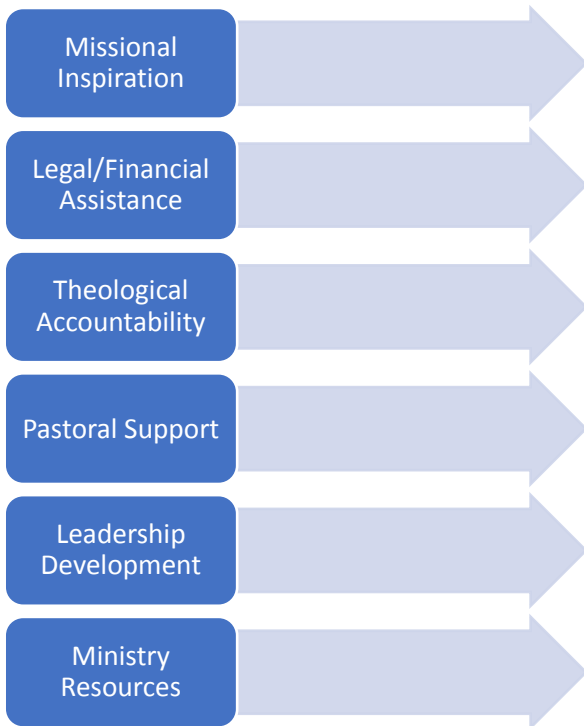 Missional
Inspiration
Legal/Financial
Assistance
Theological
Accountability
Pastoral Support
Leadership
Development
Ministry
Resources